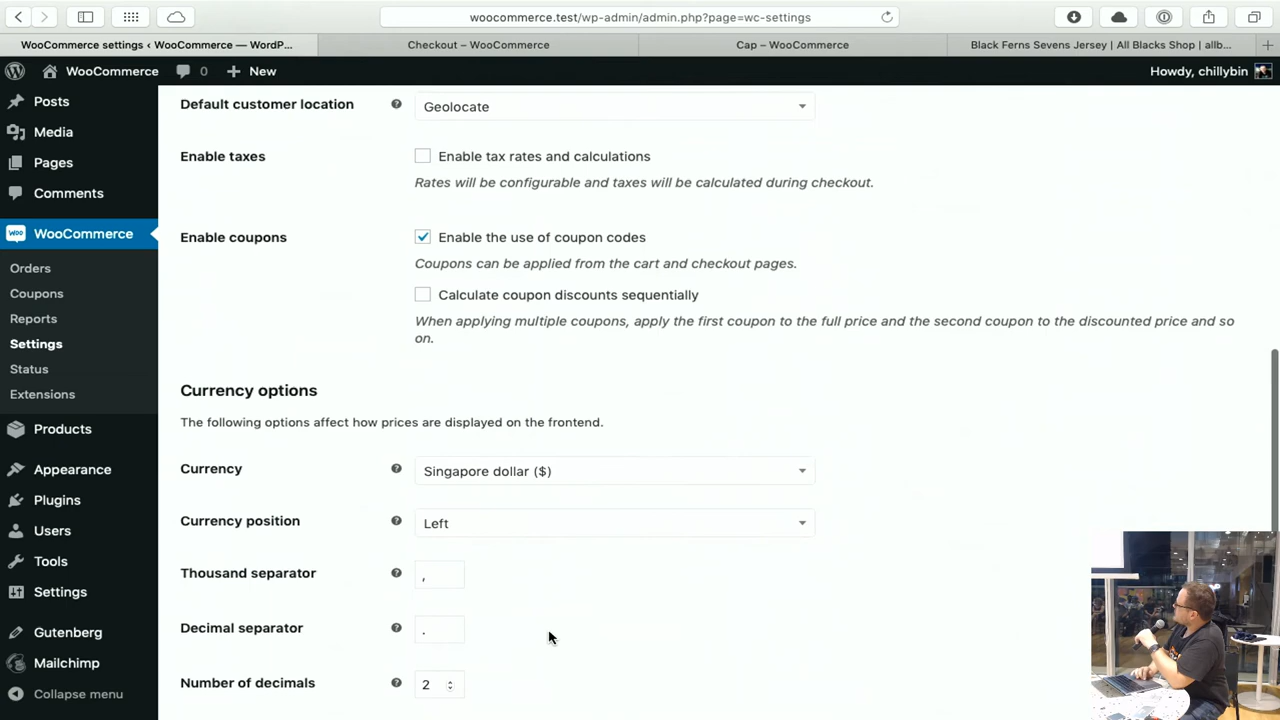 woocommerce.test/wp-admin/admin.php?page=wc-settings
WooCommerce settings ‹ WooCommerce — WordP...
Checkout – WooCommerce
Cap – WooCommerce
Black Ferns Sevens Jersey | All Blacks Shop | allb...
WooCommerce
0
New
Howdy, chillybin
Posts
Media
Pages
Comments
WooCommerce
Orders
Coupons
Reports
Settings
Status
Extensions
Products
Appearance
Plugins
Users
Tools
Settings
Gutenberg
Mailchimp
Collapse menu
Default customer location
Geolocate
Enable taxes
Enable tax rates and calculations
Rates will be configurable and taxes will be calculated during checkout.
Enable coupons
Enable the use of coupon codes
Coupons can be applied from the cart and checkout pages.
Calculate coupon discounts sequentially
When applying multiple coupons, apply the first coupon to the full price and the second coupon to the discounted price and so
on.
Currency options
The following options affect how prices are displayed on the frontend.
Currency
Singapore dollar ($)
Currency position
Left
Thousand separator
,
Decimal separator
.
Number of decimals
2